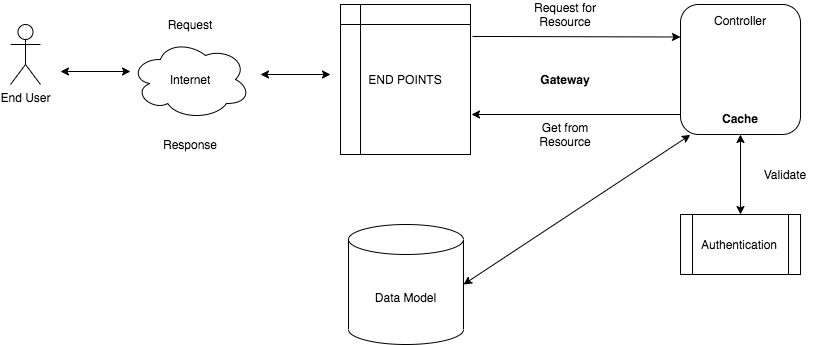 Request
Internet
End User
Response
END POINTS
Request for
Resource
Gateway
Get from
Resource
Controller
Cache
Validate
Authentication
Data Model